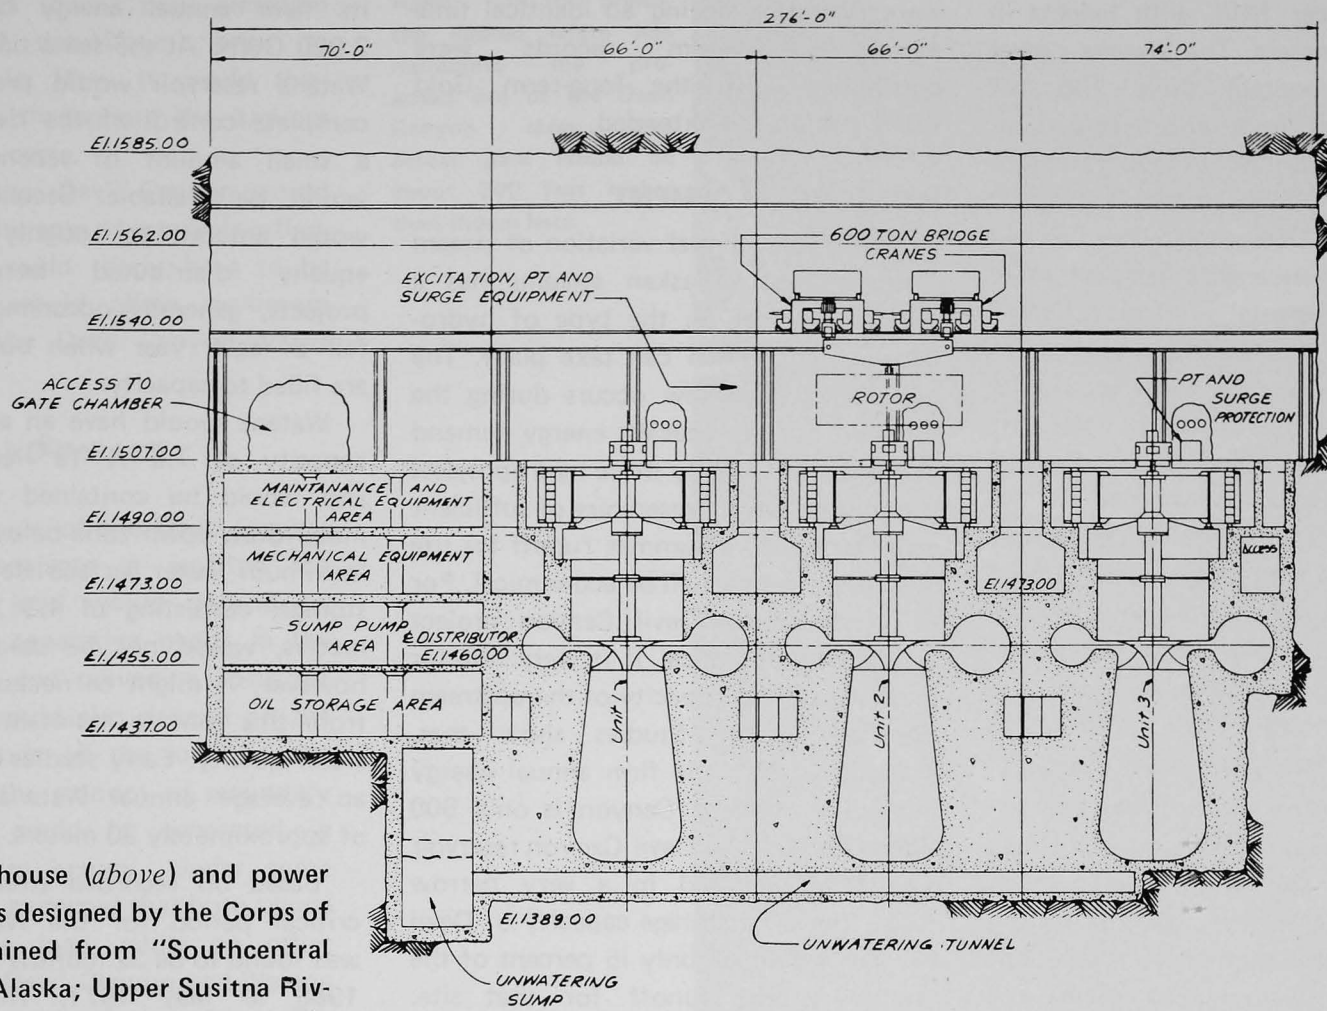 276'-0"
70'-0"
66'-0"
66'-0"
74'-0"
El.1585.00
El.1562.00
600 TON BRIDGE
CRANES
EXCITATION, PT AND
SURGE EQUIPMENT
El.1540.00
ACCESS TO
GATE CHAMBER
ROTOR
PT AND
SURGE
PROTECTION
El.1507.00
MAINTANANCE AND
ELECTRICAL EQUIPMENT
AREA
El.1490.00
MECHANICAL EQUIPMENT
AREA
ACCESS
El.1473.00
El.1473.00
SUMP PUMP
AREA
℄ DISTRIBUTOR
El.1460.00
El.1455.00
OIL STORAGE AREA
Unit 1
Unit 2
Unit 3
El.1437.00
El.1389.00
UNWATERING TUNNEL
UNWATERING
SUMP
house (above) and power
s designed by the Corps of
ained from "Southcentral
Alaska; Upper Susitna Riv-